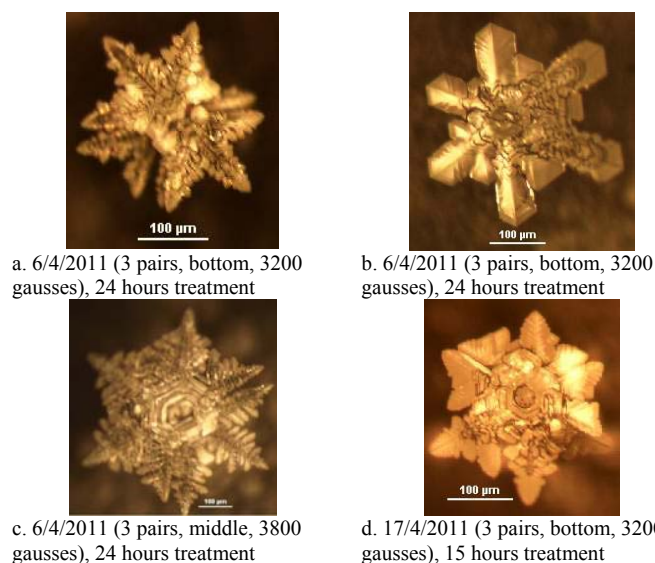 100 µm
100 µm
a. 6/4/2011 (3 pairs, bottom, 3200
gausses), 24 hours treatment
b. 6/4/2011 (3 pairs, bottom, 3200
gausses), 24 hours treatment
100 µm
100 µm
c. 6/4/2011 (3 pairs, middle, 3800
gausses), 24 hours treatment
d. 17/4/2011 (3 pairs, bottom, 3200
gausses), 15 hours treatment